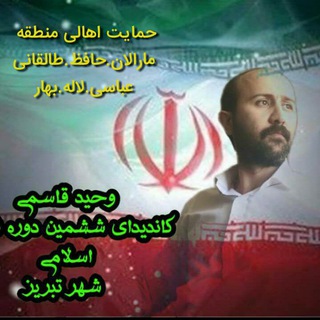 حمایت اهالی منطقه
مارالان.حافظ.طالقانی
عباسی.لاله.بهار
وحید قاسمی
کاندیدای ششمین دوره
اسلامی
شهر تبریز